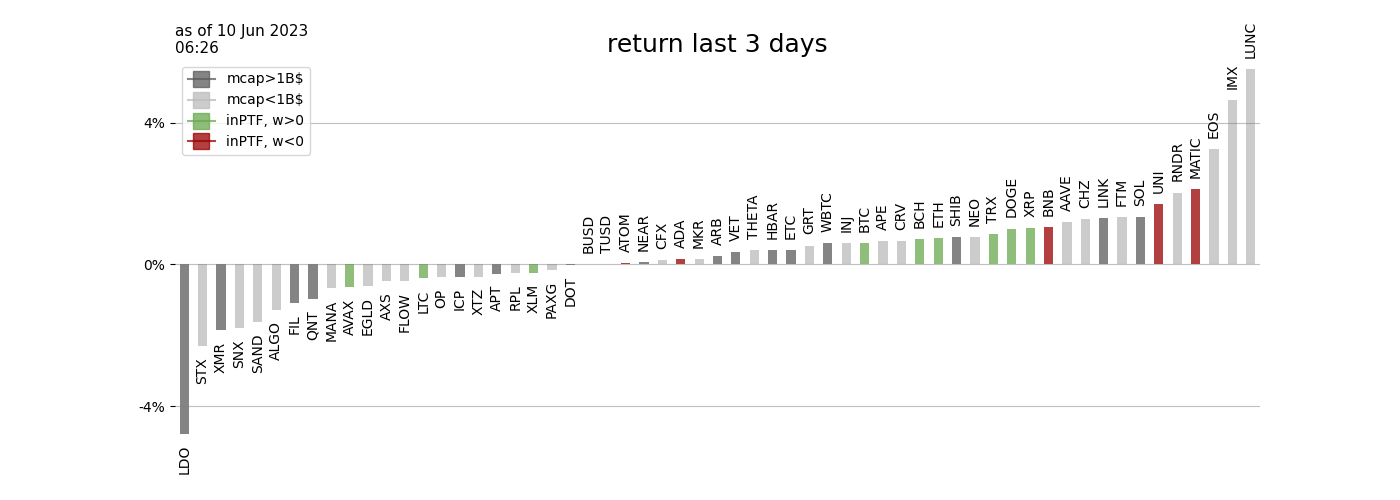 as of 10 Jun 2023
06:26
return last 3 days
mcap>1B$
mcap<1B$
inPTF, w>0
inPTF, w<0
4%
0%
-4%
LDO
STX
XMR
SNX
SAND
ALGO
FIL
QNT
MANA
AVAX
EGLD
AXS
FLOW
LTC
OP
ICP
XTZ
APT
RPL
XLM
PAXG
DOT
BUSD
TUSD
ATOM
NEAR
CFX
ADA
MKR
ARB
VET
THETA
HBAR
ETC
GRT
WBTC
INJ
BTC
APE
CRV
BCH
ETH
SHIB
NEO
TRX
DOGE
XRP
BNB
AAVE
CHZ
LINK
FTM
SOL
UNI
RNDR
MATIC
EOS
IMX
LUNC